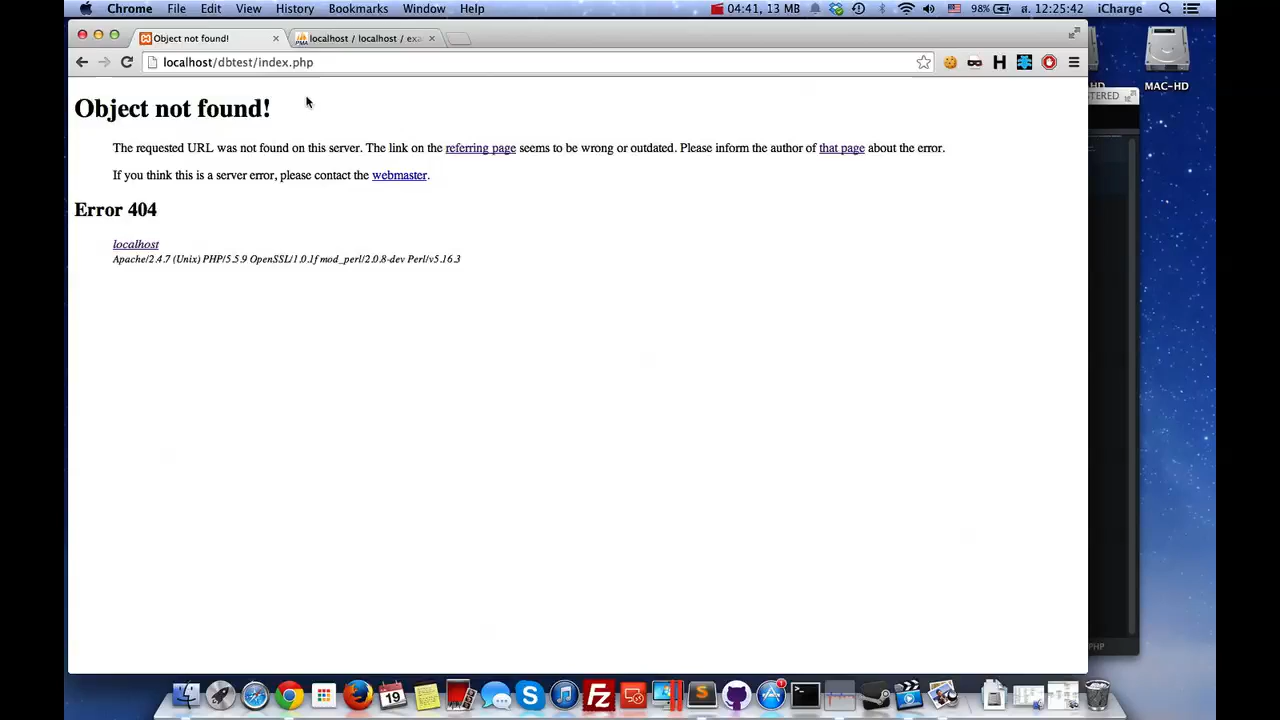 Chrome File Edit View History Bookmarks Window Help 04:41, 13 MB 98% ส. 12:25:42 iCharge
Object not found! localhost / localhost / exa
localhost/dbtest/index.php
MAC-HD
TERED
Object not found!
The requested URL was not found on this server. The link on the referring page seems to be wrong or outdated. Please inform the author of that page about the error.
If you think this is a server error, please contact the webmaster.
Error 404
localhost
Apache/2.4.7 (Unix) PHP/5.5.9 OpenSSL/1.0.1f mod_perl/2.0.8-dev Perl/v5.16.3
PHP